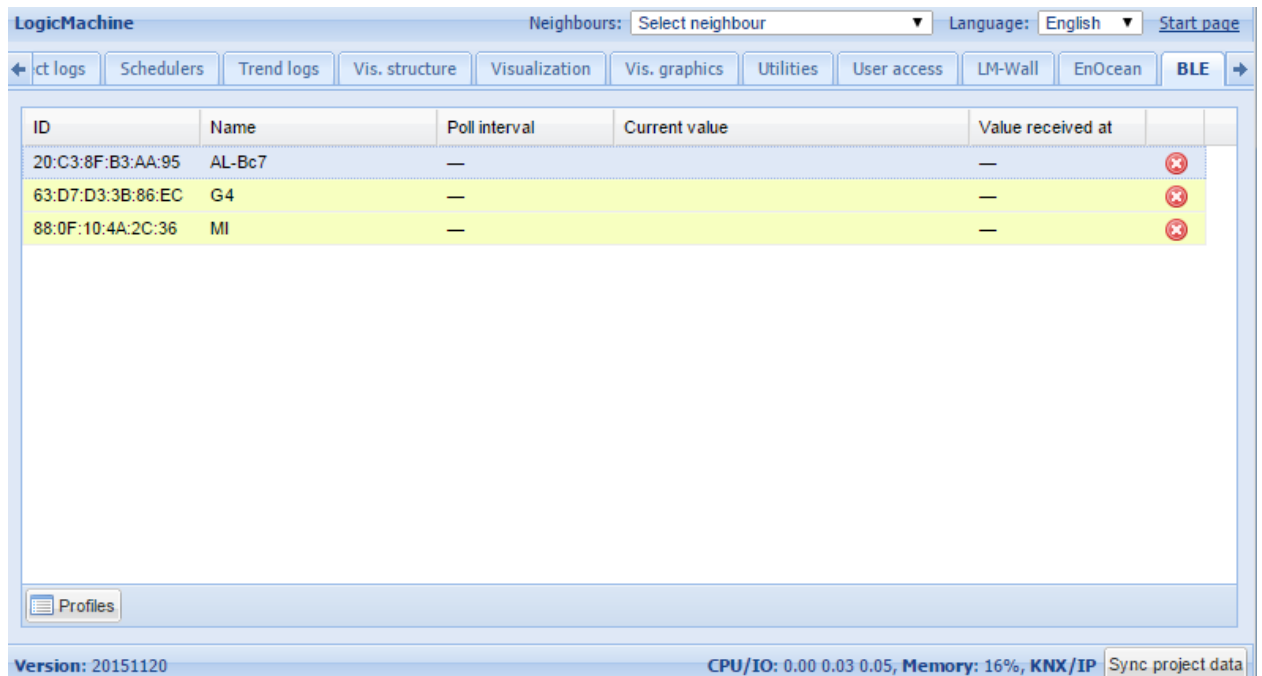 LogicMachine Neighbours: Select neighbour Language: English Start page
ct logs Schedulers Trend logs Vis. structure Visualization Vis. graphics Utilities User access LM-Wall EnOcean BLE
ID Name Poll interval Current value Value received at
20:C3:8F:B3:AA:95 AL-Bc7 — —
63:D7:D3:3B:86:EC G4 — —
88:0F:10:4A:2C:36 MI — —
Profiles
Version: 20151120 CPU/IO: 0.00 0.03 0.05, Memory: 16%, KNX/IP Sync project data